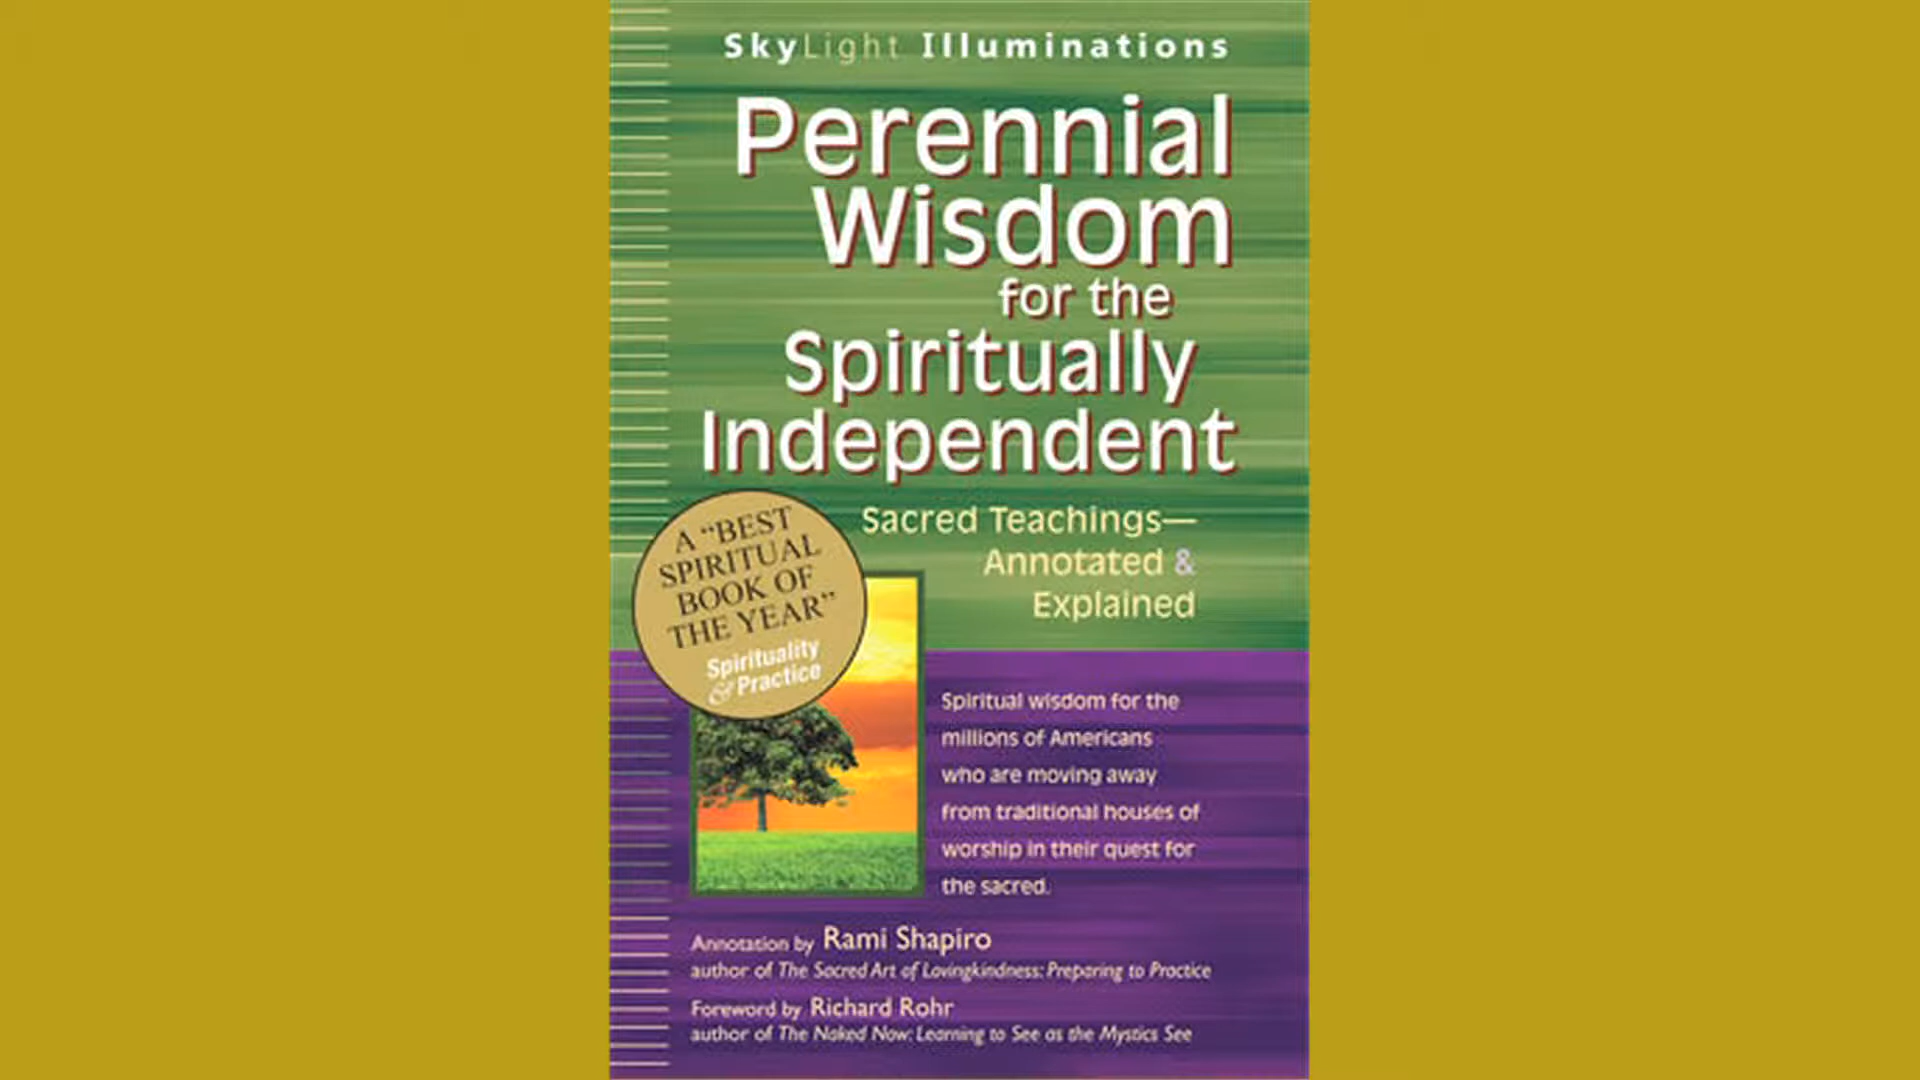 SkyLight Illuminations
Perennial
Wisdom
for the
Spiritually
Independent
Sacred Teachings—
Annotated &
Explained
A “BEST
SPIRITUAL
BOOK OF
THE YEAR”
Spirituality
& Practice
Spiritual wisdom for the
millions of Americans
who are moving away
from traditional houses of
worship in their quest for
the sacred.
Annotation by Rami Shapiro
author of The Sacred Art of Lovingkindness: Preparing to Practice
Foreword by Richard Rohr
author of The Naked Now: Learning to See as the Mystics See